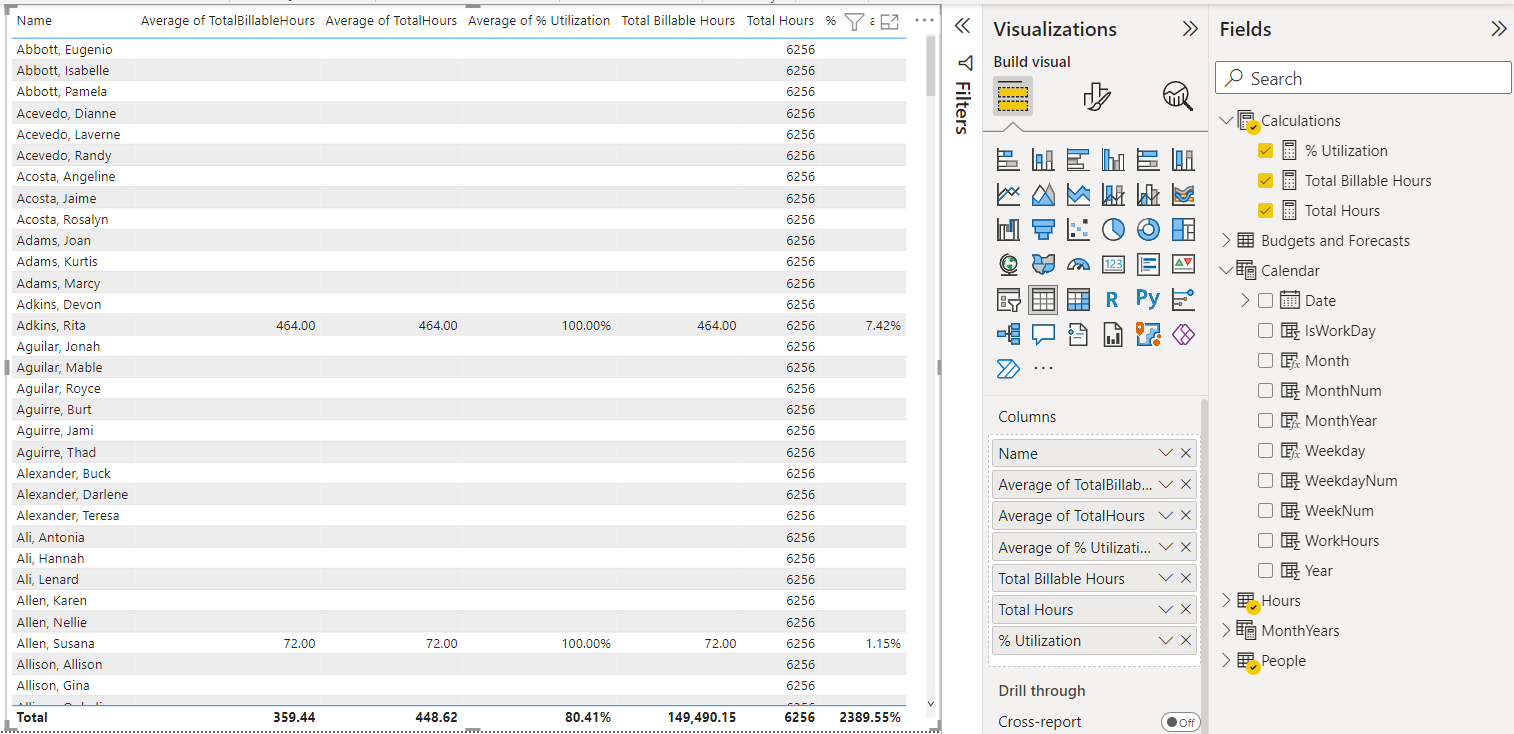 Name Average of TotalBillableHours Average of TotalHours Average of % Utilization Total Billable Hours Total Hours %
Abbott, Eugenio 6256
Abbott, Isabelle 6256
Abbott, Pamela 6256
Acevedo, Dianne 6256
Acevedo, Laverne 6256
Acevedo, Randy 6256
Acosta, Angeline 6256
Acosta, Jaime 6256
Acosta, Rosalyn 6256
Adams, Joan 6256
Adams, Kurtis 6256
Adams, Marcy 6256
Adkins, Devon 6256
Adkins, Rita 464.00 464.00 100.00% 464.00 6256 7.42%
Aguilar, Jonah 6256
Aguilar, Mable 6256
Aguilar, Royce 6256
Aguirre, Burt 6256
Aguirre, Jami 6256
Aguirre, Thad 6256
Alexander, Buck 6256
Alexander, Darlene 6256
Alexander, Teresa 6256
Ali, Antonia 6256
Ali, Hannah 6256
Ali, Lenard 6256
Allen, Karen 6256
Allen, Nellie 6256
Allen, Susana 72.00 72.00 100.00% 72.00 6256 1.15%
Allison, Allison 6256
Allison, Gina 6256
Total 359.44 448.62 80.41% 149,490.15 6256 2389.55%
Filters
Visualizations
Build visual
123
R Py
...
Columns
Name
Average of TotalBillab...
Average of TotalHours
Average of % Utilizati...
Total Billable Hours
Total Hours
% Utilization
Drill through
Cross-report Off
Fields
Search
Calculations
% Utilization
Total Billable Hours
Total Hours
Budgets and Forecasts
Calendar
Date
IsWorkDay
Month
MonthNum
MonthYear
Weekday
WeekdayNum
WeekNum
WorkHours
Year
Hours
MonthYears
People